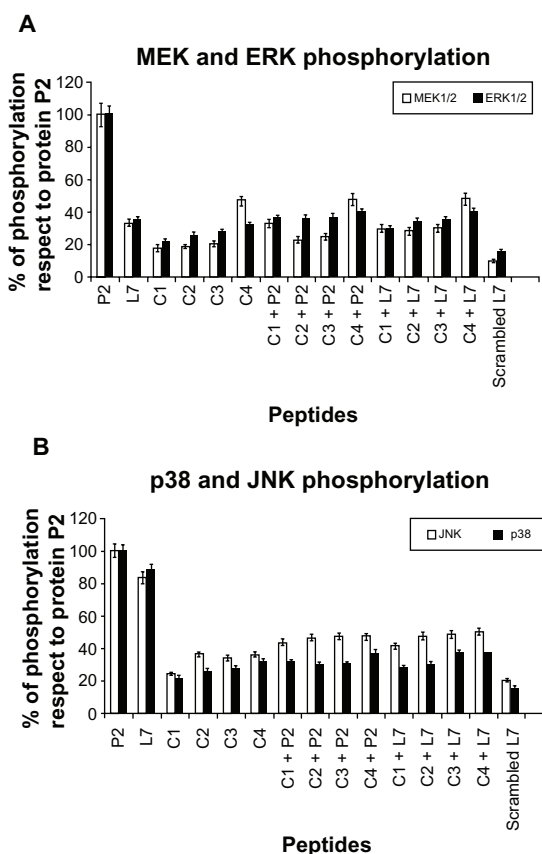 A
MEK and ERK phosphorylation
% of phosphorylation
respect to protein P2
120
100
80
60
40
20
0
MEK1/2 ERK1/2
P2
L7
C1
C2
C3
C4
C1 + P2
C2 + P2
C3 + P2
C4 + P2
C1 + L7
C2 + L7
C3 + L7
C4 + L7
Scrambled L7
Peptides
B
p38 and JNK phosphorylation
% of phosphorylation
respect to protein P2
120
100
80
60
40
20
0
JNK p38
P2
L7
C1
C2
C3
C4
C1 + P2
C2 + P2
C3 + P2
C4 + P2
C1 + L7
C2 + L7
C3 + L7
C4 + L7
Scrambled L7
Peptides